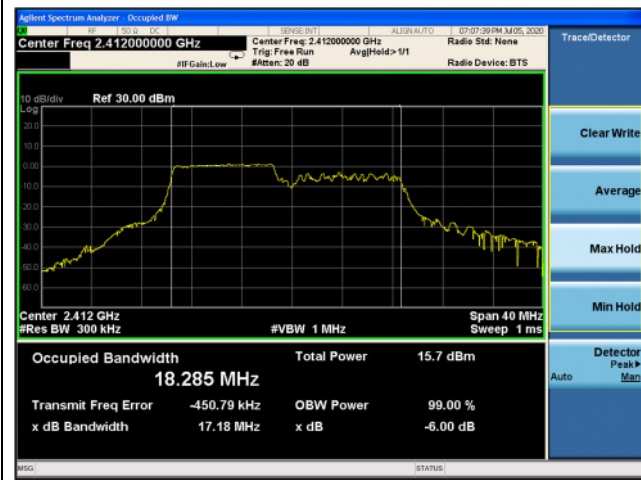 Agilent Spectrum Analyzer - Occupied BW
RF 50 Ω DC SENSE:INT ALIGN AUTO 07:07:39 PM Jul 05, 2020
Center Freq 2.412000000 GHz
Center Freq: 2.412000000 GHz
Radio Std: None
Trig: Free Run Avg|Hold:> 1/1
#IFGain:Low #Atten: 20 dB Radio Device: BTS
Trace/Detector
10 dB/div Ref 30.00 dBm
Log
20.0
10.0
0.00
-10.0
-20.0
-30.0
-40.0
-50.0
-60.0
Center 2.412 GHz Span 40 MHz
#Res BW 300 kHz #VBW 1 MHz Sweep 1 ms
Occupied Bandwidth Total Power 15.7 dBm
18.285 MHz
Transmit Freq Error -450.79 kHz OBW Power 99.00 %
x dB Bandwidth 17.18 MHz x dB -6.00 dB
Clear Write
Average
Max Hold
Min Hold
Detector
Peak▶
Auto Man
MSG STATUS